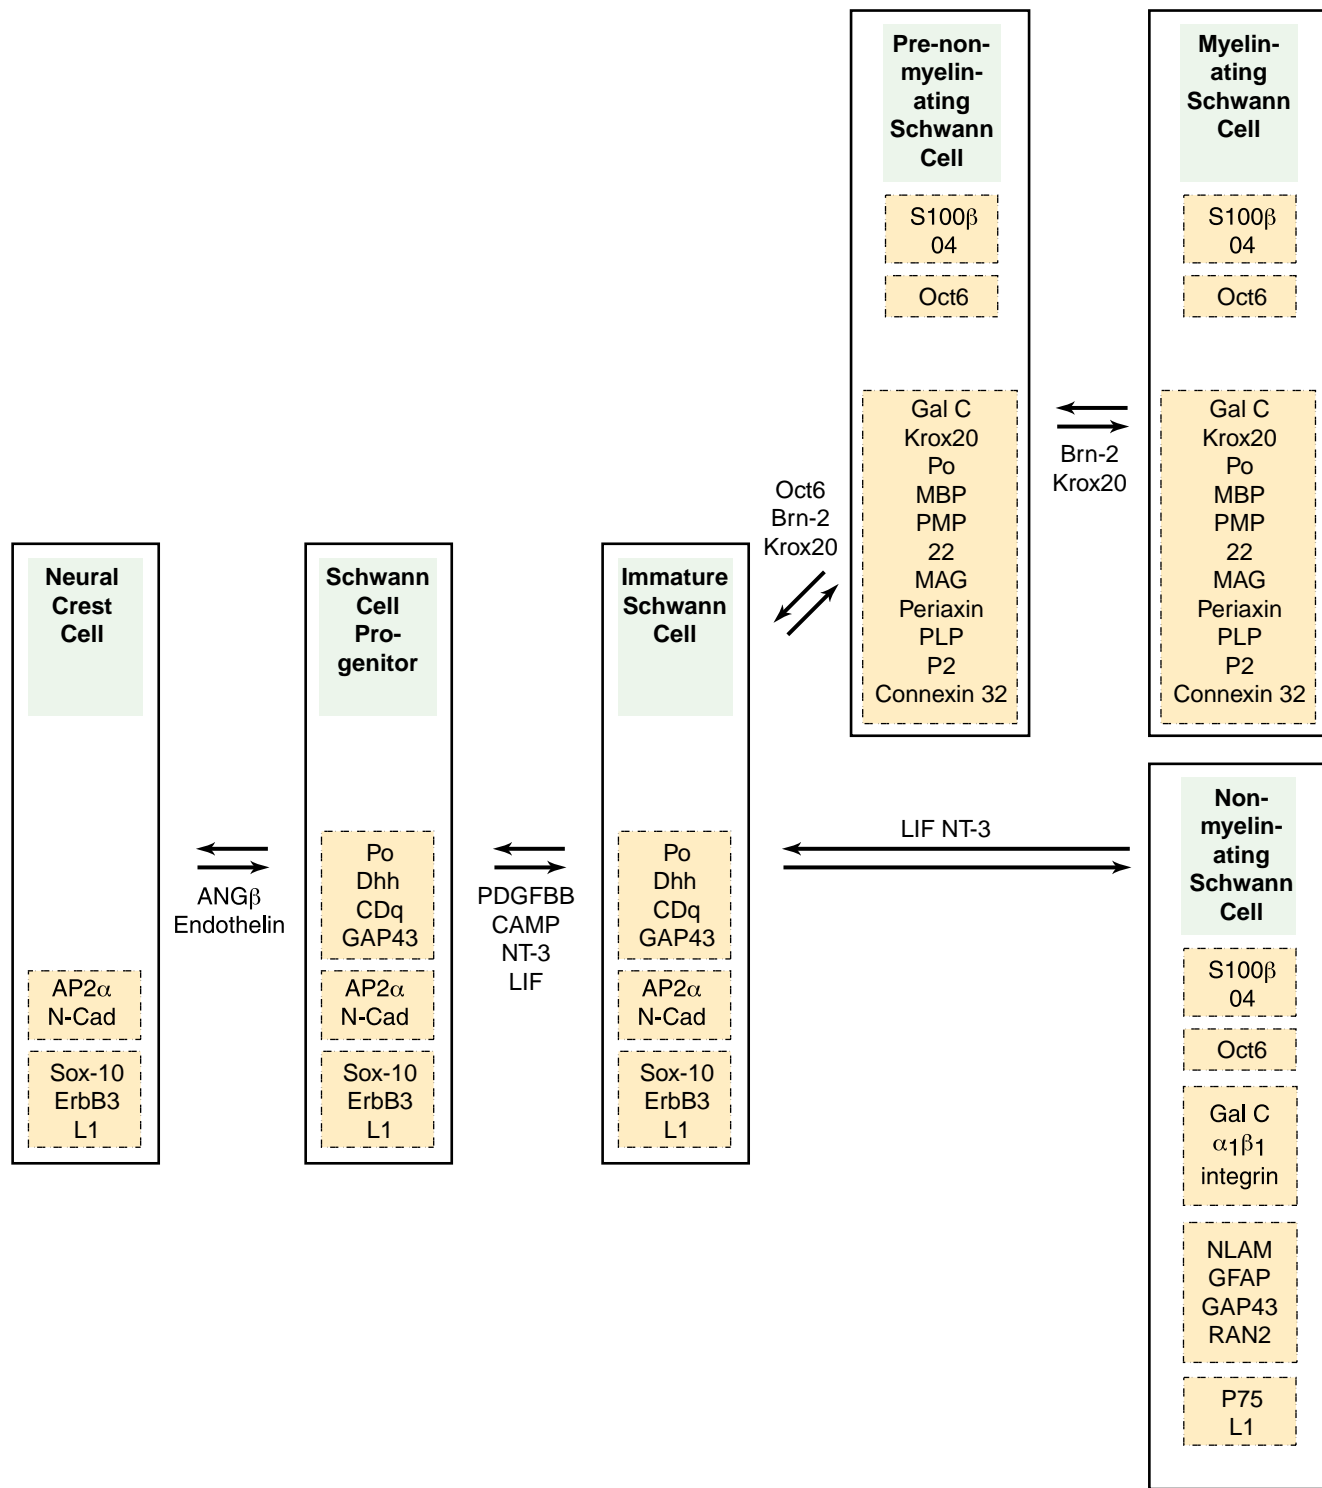 Pre-non-
myelin-
ating
Schwann
Cell
S100β
04
Oct6
Gal C
Krox20
Po
MBP
PMP
22
MAG
Periaxin
PLP
P2
Connexin 32
Brn-2
Krox20
Myelin-
ating
Schwann
Cell
S100β
04
Oct6
Gal C
Krox20
Po
MBP
PMP
22
MAG
Periaxin
PLP
P2
Connexin 32
Oct6
Brn-2
Krox20
Neural
Crest
Cell
AP2α
N-Cad
Sox-10
ErbB3
L1
ANGβ
Endothelin
Schwann
Cell
Pro-
genitor
Po
Dhh
CDq
GAP43
AP2α
N-Cad
Sox-10
ErbB3
L1
PDGFBB
CAMP
NT-3
LIF
Immature
Schwann
Cell
Po
Dhh
CDq
GAP43
AP2α
N-Cad
Sox-10
ErbB3
L1
LIF NT-3
Non-
myelin-
ating
Schwann
Cell
S100β
04
Oct6
Gal C
α1β1
integrin
NLAM
GFAP
GAP43
RAN2
P75
L1